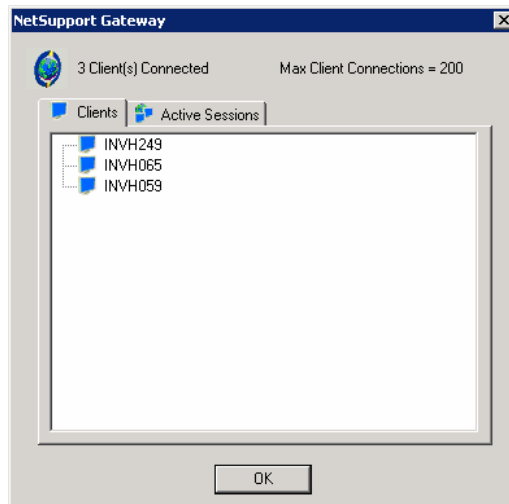 NetSupport Gateway
3 Client(s) Connected Max Client Connections = 200
Clients Active Sessions
INVH249
INVH065
INVH059
OK